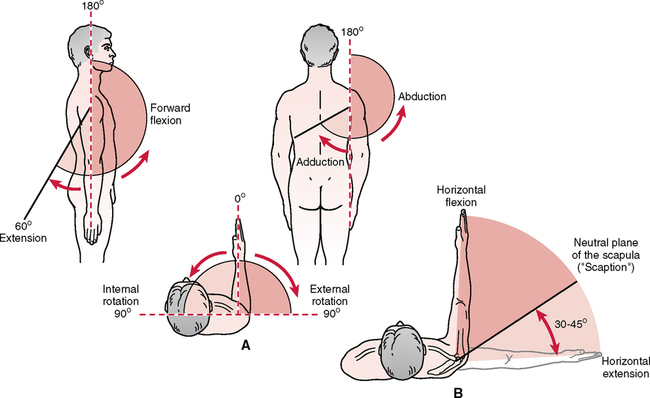 180°
Forward
flexion
60°
Extension
180°
Abduction
Adduction
0°
Internal
rotation
90°
External
rotation
90°
A
Horizontal
flexion
Neutral plane
of the scapula
("Scaption")
30-45°
Horizontal
extension
B